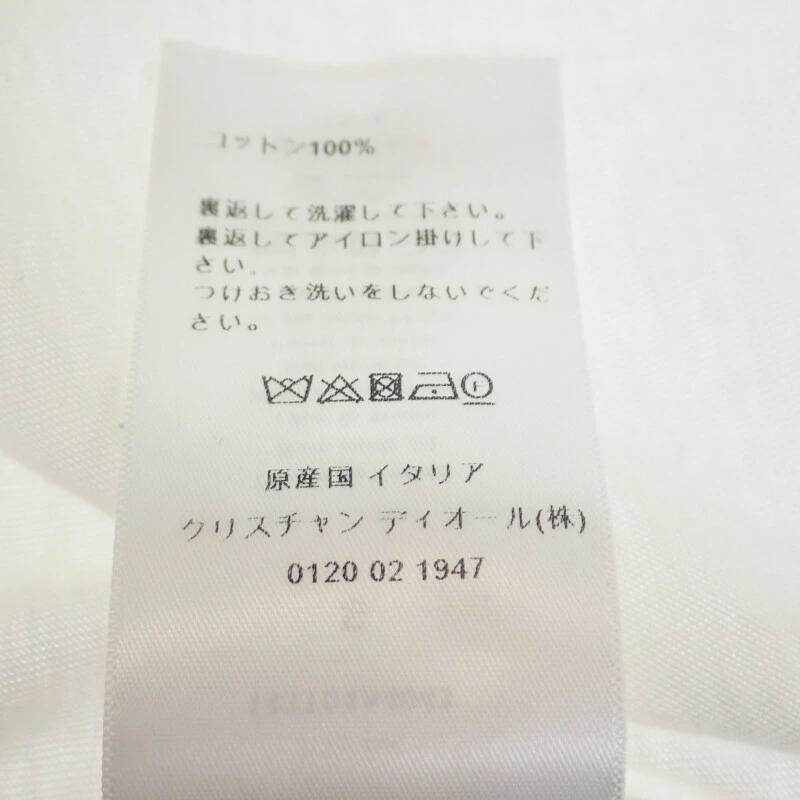 コットン100%
裏返して洗濯して下さい。
裏返してアイロン掛けして下
さい。
つけおき洗いをしないでくだ
さい。
F
原産国 イタリア
クリスチャン ディオール(株)
0120 02 1947